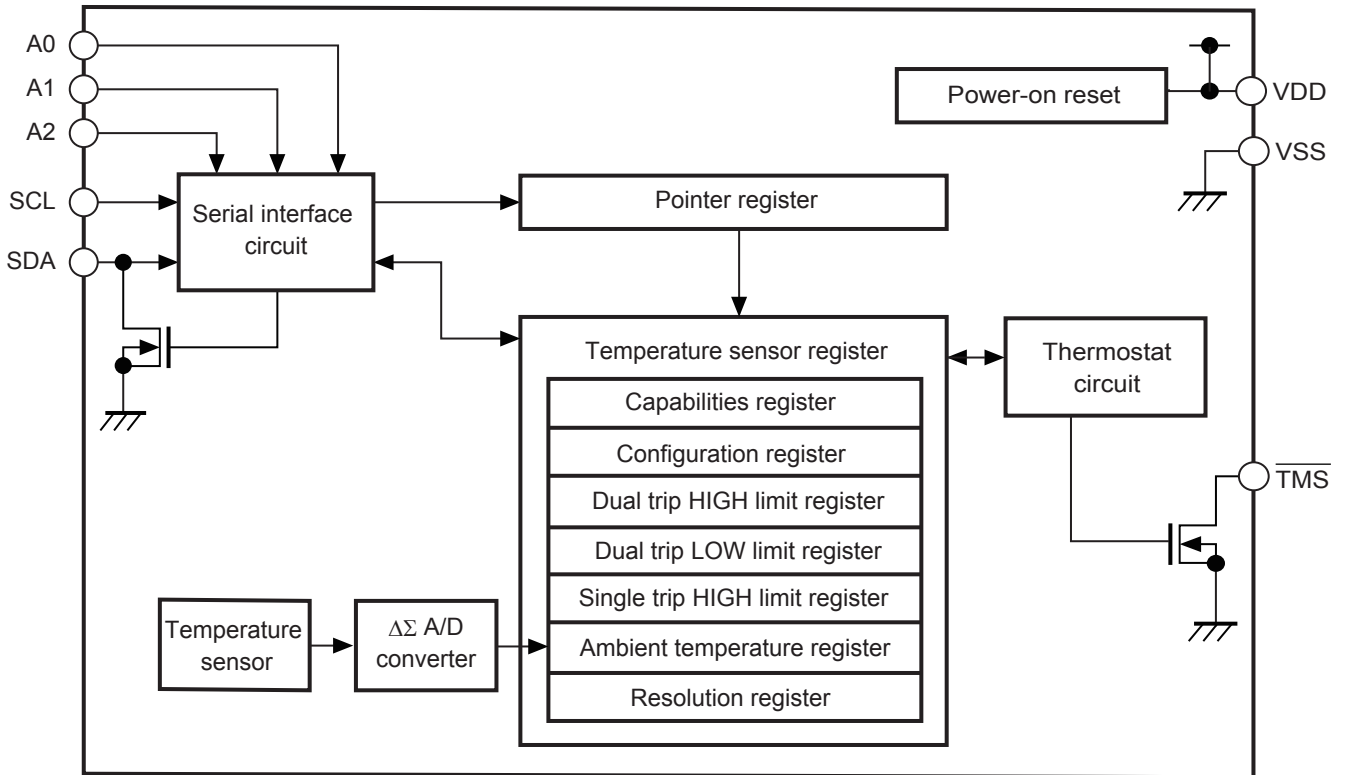 A0
A1
A2
SCL
SDA
Serial interface
circuit
Pointer register
Power-on reset
VDD
VSS
Temperature sensor register
Capabilities register
Configuration register
Dual trip HIGH limit register
Dual trip LOW limit register
Single trip HIGH limit register
Ambient temperature register
Resolution register
Thermostat
circuit
TMS
Temperature
sensor
ΔΣ A/D
converter